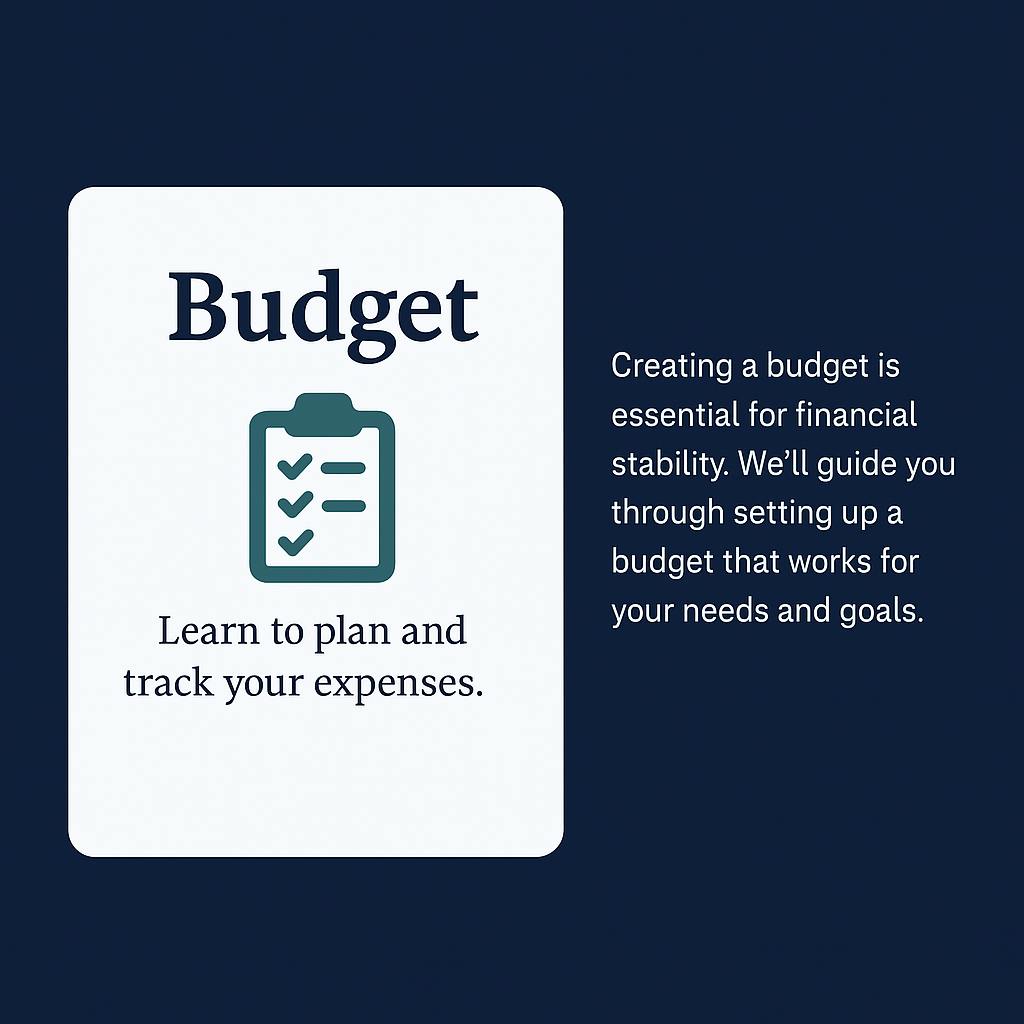 Budget
Learn to plan and
track your expenses.
Creating a budget is
essential for financial
stability. We’ll guide you
through setting up a
budget that works for
your needs and goals.